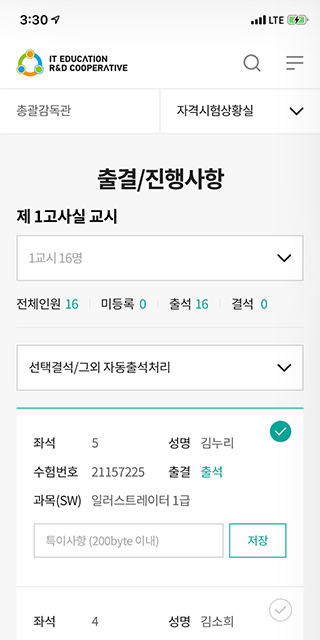 3:30
LTE
IT EDUCATION
R&D COOPERATIVE
총괄감독관 자격시험상황실
출결/진행사항
제 1고사실 교시
1교시 16명
전체인원 16 미등록 0 출석 16 결석 0
선택결석/그외 자동출석처리
좌석 5 성명 김누리
수험번호 21157225 출결 출석
과목(SW) 일러스트레이터 1급
특이사항 (200byte 이내) 저장
좌석 4 성명 김소희